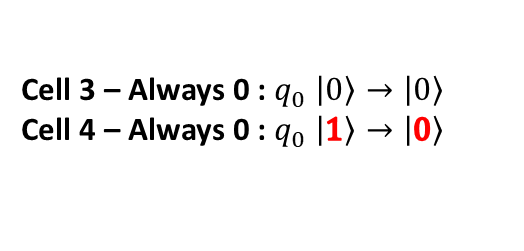 Cell 3 – Always 0 : q₀ |0⟩ → |0⟩
Cell 4 – Always 0 : q₀ |1⟩ → |0⟩